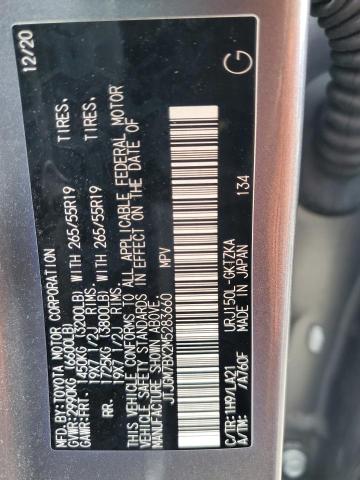 12/20
MFD.BY:TOYOTA MOTOR CORPORATION
GVWR:2990KG (6600LB)
GAWR:FRT. 1450KG (3200LB) WITH 265/55R19 TIRES,
19X7 1/2J RIMS.
RR. 1725KG (3800LB) WITH 265/55R19 TIRES,
19X7 1/2J RIMS.
THIS VEHICLE CONFORMS TO ALL APPLICABLE FEDERAL MOTOR
VEHICLE SAFETY STANDARDS IN EFFECT ON THE DATE OF
MANUFACTURE SHOWN ABOVE.
JTJGM7BX2M5283660 MPV
G
134
C/TR:1H9/LA21 URJ150L-GKTZKA
A/TM: /A760F MADE IN JAPAN